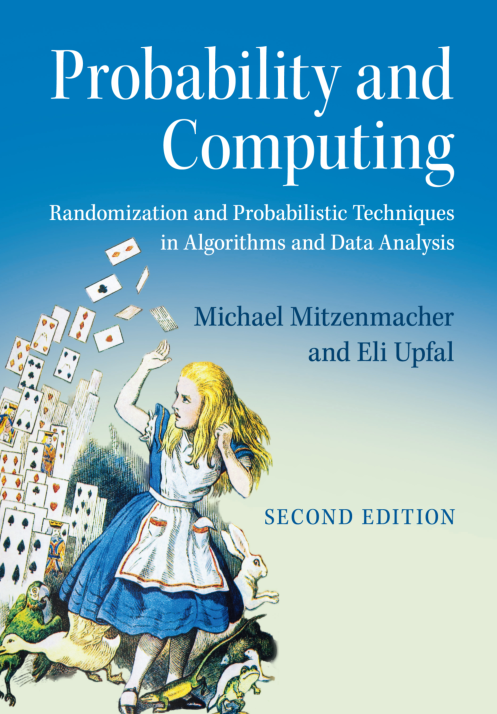 Probability and
Computing
Randomization and Probabilistic Techniques
in Algorithms and Data Analysis
Michael Mitzenmacher
and Eli Upfal
SECOND EDITION